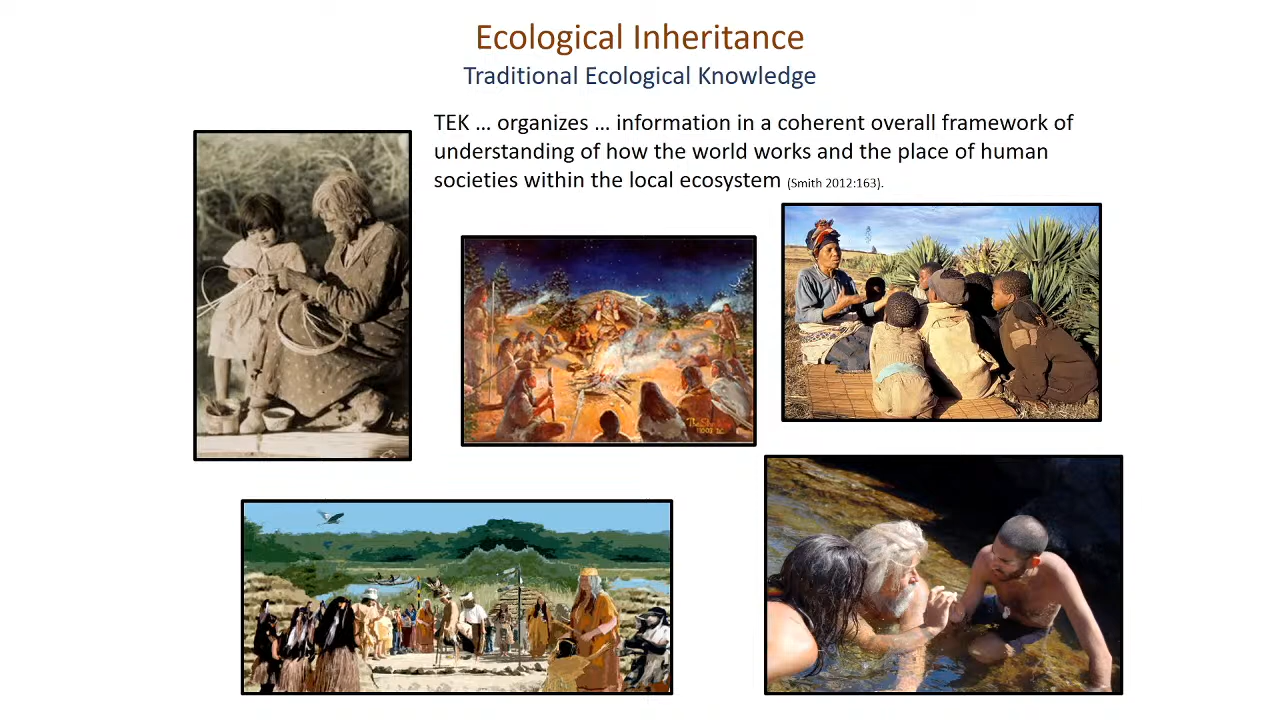 Ecological Inheritance
Traditional Ecological Knowledge
TEK ... organizes ... information in a coherent overall framework of
understanding of how the world works and the place of human
societies within the local ecosystem (Smith 2012:163).